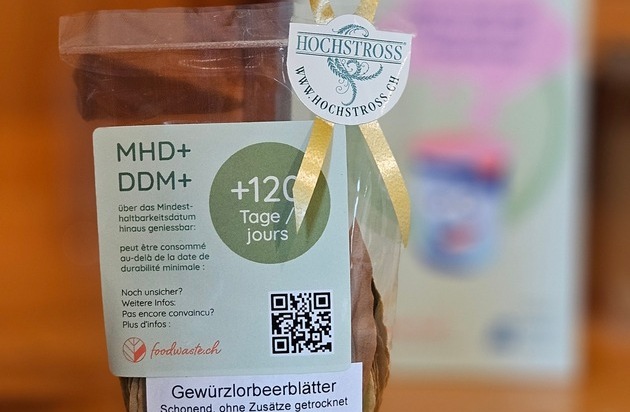 HOCHSTROSS
WWW.HOCHSTROSS.CH
MHD+
DDM+
+120
Tage /
jours
über das Mindest-
haltbarkeitsdatum
hinaus geniessbar:
peut être consommé
au-delà de la date de
durabilité minimale :
Noch unsicher?
Weitere Infos:
Pas encore convaincu?
Plus d'infos :
foodwaste.ch
Gewürzlorbeerblätter
Schonend, ohne Zusätze getrocknet